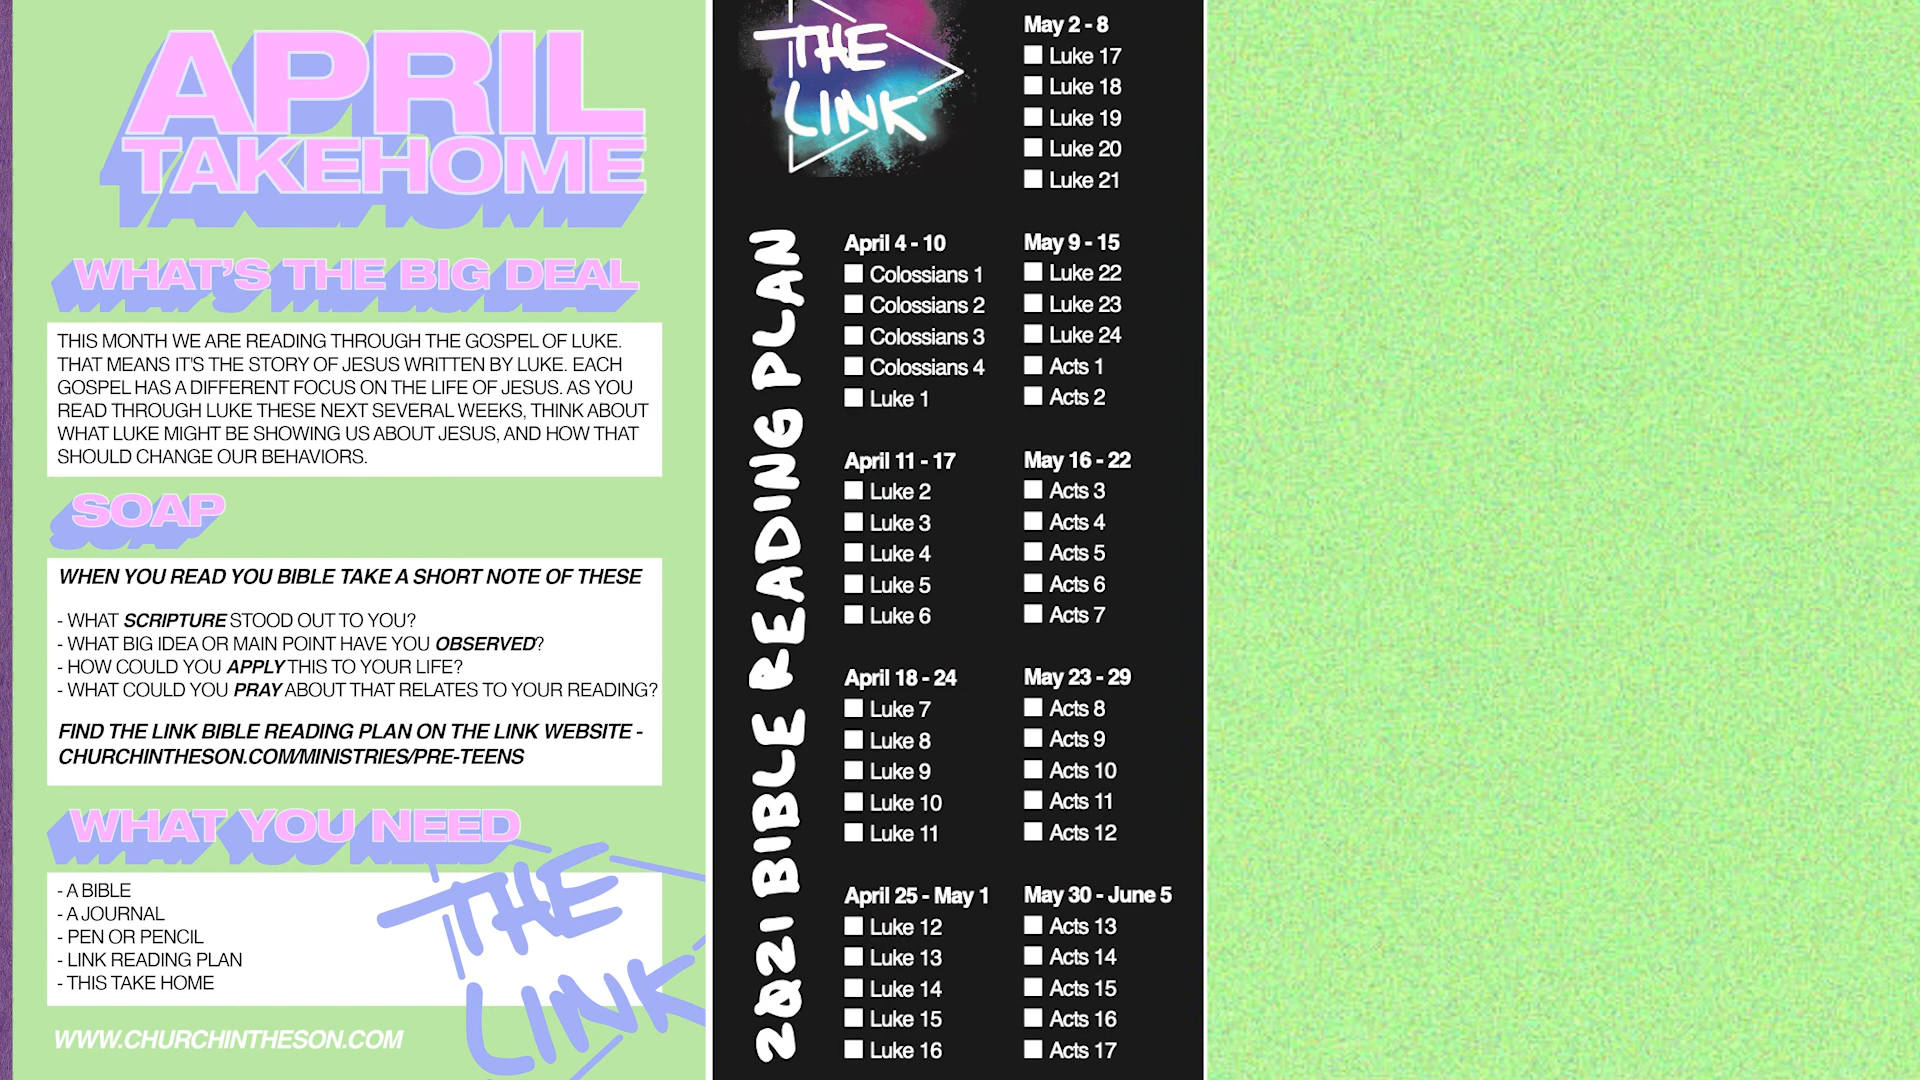 APRIL
TAKEHOME
WHAT'S THE BIG DEAL
THIS MONTH WE ARE READING THROUGH THE GOSPEL OF LUKE.
THAT MEANS IT'S THE STORY OF JESUS WRITTEN BY LUKE. EACH
GOSPEL HAS A DIFFERENT FOCUS ON THE LIFE OF JESUS. AS YOU
READ THROUGH LUKE THESE NEXT SEVERAL WEEKS, THINK ABOUT
WHAT LUKE MIGHT BE SHOWING US ABOUT JESUS, AND HOW THAT
SHOULD CHANGE OUR BEHAVIORS.
SOAP
WHEN YOU READ YOU BIBLE TAKE A SHORT NOTE OF THESE
- WHAT SCRIPTURE STOOD OUT TO YOU?
- WHAT BIG IDEA OR MAIN POINT HAVE YOU OBSERVED?
- HOW COULD YOU APPLY THIS TO YOUR LIFE?
- WHAT COULD YOU PRAY ABOUT THAT RELATES TO YOUR READING?
FIND THE LINK BIBLE READING PLAN ON THE LINK WEBSITE -
CHURCHINTHESON.COM/MINISTRIES/PRE-TEENS
WHAT YOU NEED
- A BIBLE
- A JOURNAL
- PEN OR PENCIL
- LINK READING PLAN
- THIS TAKE HOME
THE
LINK
WWW.CHURCHINTHESON.COM
THE
LINK
2Q21 BIBLE READING PLAN
April 4 - 10
Colossians 1
Colossians 2
Colossians 3
Colossians 4
Luke 1
April 11 - 17
Luke 2
Luke 3
Luke 4
Luke 5
Luke 6
April 18 - 24
Luke 7
Luke 8
Luke 9
Luke 10
Luke 11
April 25 - May 1
Luke 12
Luke 13
Luke 14
Luke 15
Luke 16
May 2 - 8
Luke 17
Luke 18
Luke 19
Luke 20
Luke 21
May 9 - 15
Luke 22
Luke 23
Luke 24
Acts 1
Acts 2
May 16 - 22
Acts 3
Acts 4
Acts 5
Acts 6
Acts 7
May 23 - 29
Acts 8
Acts 9
Acts 10
Acts 11
Acts 12
May 30 - June 5
Acts 13
Acts 14
Acts 15
Acts 16
Acts 17